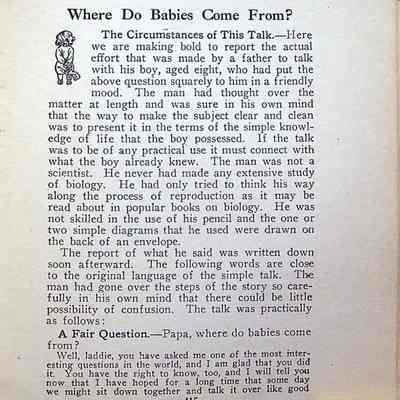 Where Do Babies Come From?
The Circumstances of This Talk.—Here
we are making bold to report the actual
effort that was made by a father to talk
with his boy, aged eight, who had put the
above question squarely to him in a friendly
mood. The man had thought over the
matter at length and was sure in his own mind
that the way to make the subject clear and clean
was to present it in the terms of the simple knowl-
edge of life that the boy possessed. If the talk
was to be of any practical use it must connect with
what the boy already knew. The man was not a
scientist. He never had made any extensive study
of biology. He had only tried to think his way
along the process of reproduction as it may be
read about in popular books on biology. He was
not skilled in the use of his pencil and the one or
two simple diagrams that he used were drawn on
the back of an envelope.
The report of what he said was written down
soon afterward. The following words are close
to the original language of the simple talk. The
man had gone over the steps of the story so care-
fully in his own mind that there could be little
possibility of confusion. The talk was practically
as follows:
A Fair Question.—Papa, where do babies come
from?
Well, laddie, you have asked me one of the most inter-
esting questions in the world, and I am glad that you did
it. You have the right to know, too, and I will tell you
now that I have hoped for a long time that some day
we might sit down together and talk it over like good